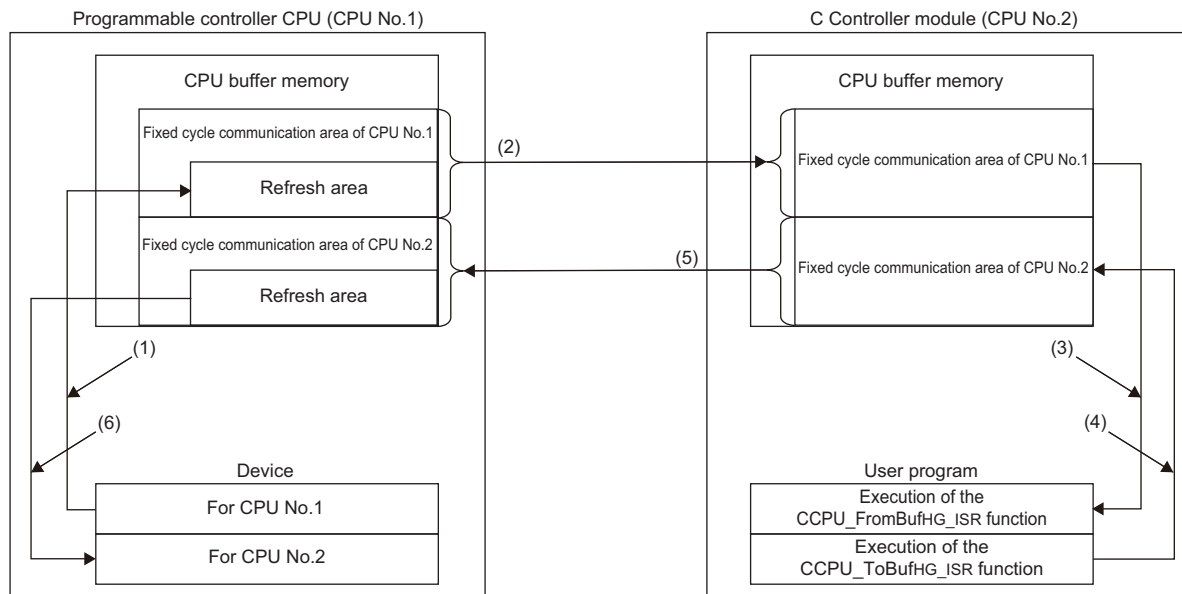 Programmable controller CPU (CPU No.1)
C Controller module (CPU No.2)
CPU buffer memory
CPU buffer memory
Fixed cycle communication area of CPU No.1
(2)
Fixed cycle communication area of CPU No.1
Refresh area
Fixed cycle communication area of CPU No.2
(5)
Fixed cycle communication area of CPU No.2
Refresh area
(1)
(3)
(6)
(4)
Device
User program
For CPU No.1
Execution of the
CCPU_FromBufHG_ISR function
For CPU No.2
Execution of the
CCPU_ToBufHG_ISR function